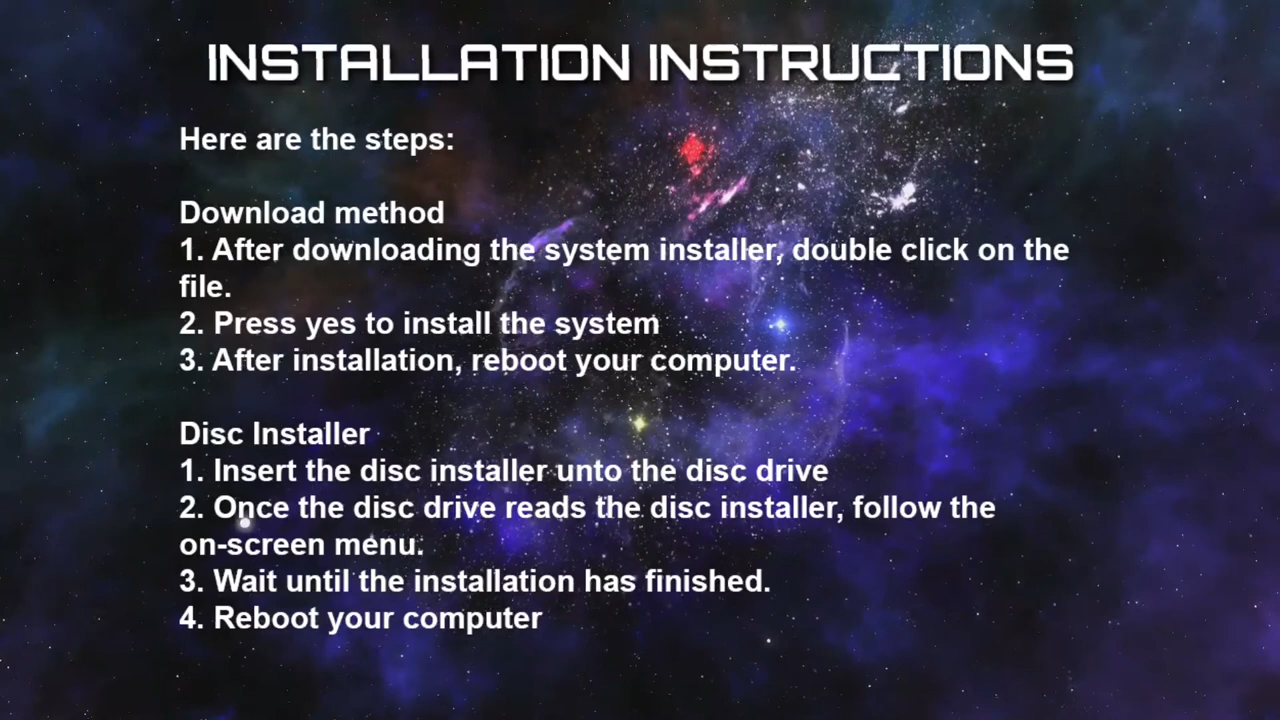 INSTALLATION INSTRUCTIONS
Here are the steps:
Download method
1. After downloading the system installer, double click on the
file.
2. Press yes to install the system
3. After installation, reboot your computer.
Disc Installer
1. Insert the disc installer unto the disc drive
2. Once the disc drive reads the disc installer, follow the
on-screen menu.
3. Wait until the installation has finished.
4. Reboot your computer